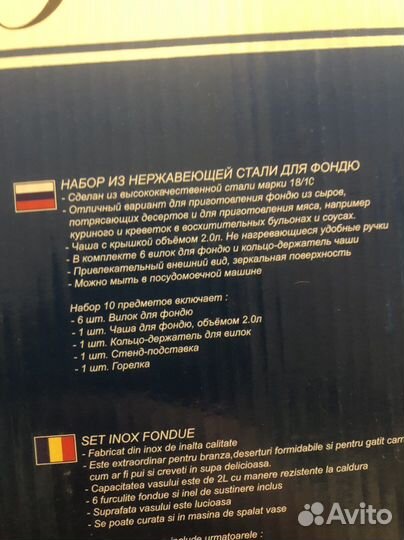 НАБОР ИЗ НЕРЖАВЕЮЩЕЙ СТАЛИ ДЛЯ ФОНДЮ
- Сделан из высококачественной стали марки 18/10
- Отличный вариант для приготовления фондю из сыров,
потрясающих десертов и для приготовления мяса, например
куриного и креветок в восхитительных бульонах и соусах.
- Чаша с крышкой объёмом 2.0л. Не нагревающиеся удобные ручки
- В комплекте 6 вилок для фондю и кольцо-держатель чаши
- Привлекательный внешний вид, зеркальная поверхность
- Можно мыть в посудомоечной машине
Набор 10 предметов включает :
- 6 шт. Вилок для фондю
- 1 шт. Чаша для фондю, объёмом 2.0л
- 1 шт. Кольцо-держатель для вилок
- 1 шт. Стенд-подставка
- 1 шт. Горелка
SET INOX FONDUE
- Fabricat din inox de inalta calitate
- Este extraordinar pentru branza,deserturi formidabile si pentru gatit
cum ar fi pui si creveti in supa delicioasa.
- Capacitatea vasului este de 2L cu manere rezistente la caldura
- 6 furculite fondue si inel de sustinere inclus
- Suprafata vasului este lucioasa
- Se poate curata si in masina de spalat vase
include urmatoarele :
Avito